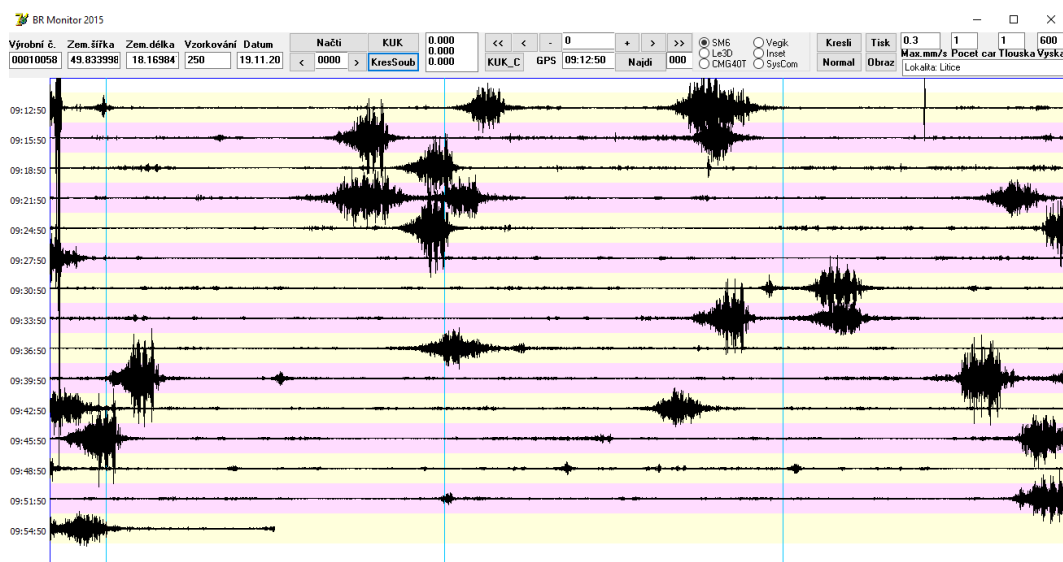 BR Monitor 2015
Výrobní č. Zem.šířka Zem.délka Vzorkování Datum
00010058 49.833998 18.16984 250 19.11.20
Načti KUK
< 0000 > KresSoub
0.000
0.000
0.000
<< < - 0 + > >>
KUK_C GPS 09:12:50 Najdi 000
SM6 Vegik
Le3D Inset
CMG40T SysCom
Kresli Tisk
Normal Obraz
0.3 1 1 600
Max.mm/s Pocet car Tlouska Vyska
Lokalita: Litice
09:12:50
09:15:50
09:18:50
09:21:50
09:24:50
09:27:50
09:30:50
09:33:50
09:36:50
09:39:50
09:42:50
09:45:50
09:48:50
09:51:50
09:54:50